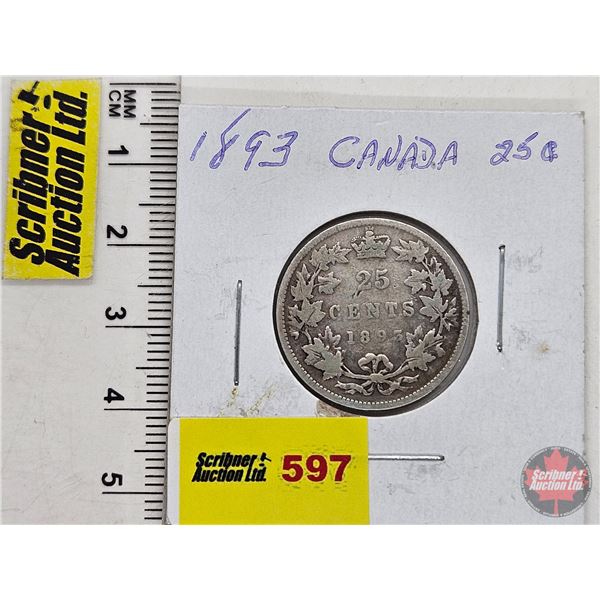 Scribner
Auction Ltd.
MM
CM
1
2
3
4
5
1893 CANADA 25¢
25
CENTS
1893
Scribner
Auction Ltd.
597
Scribner
Auction Ltd.